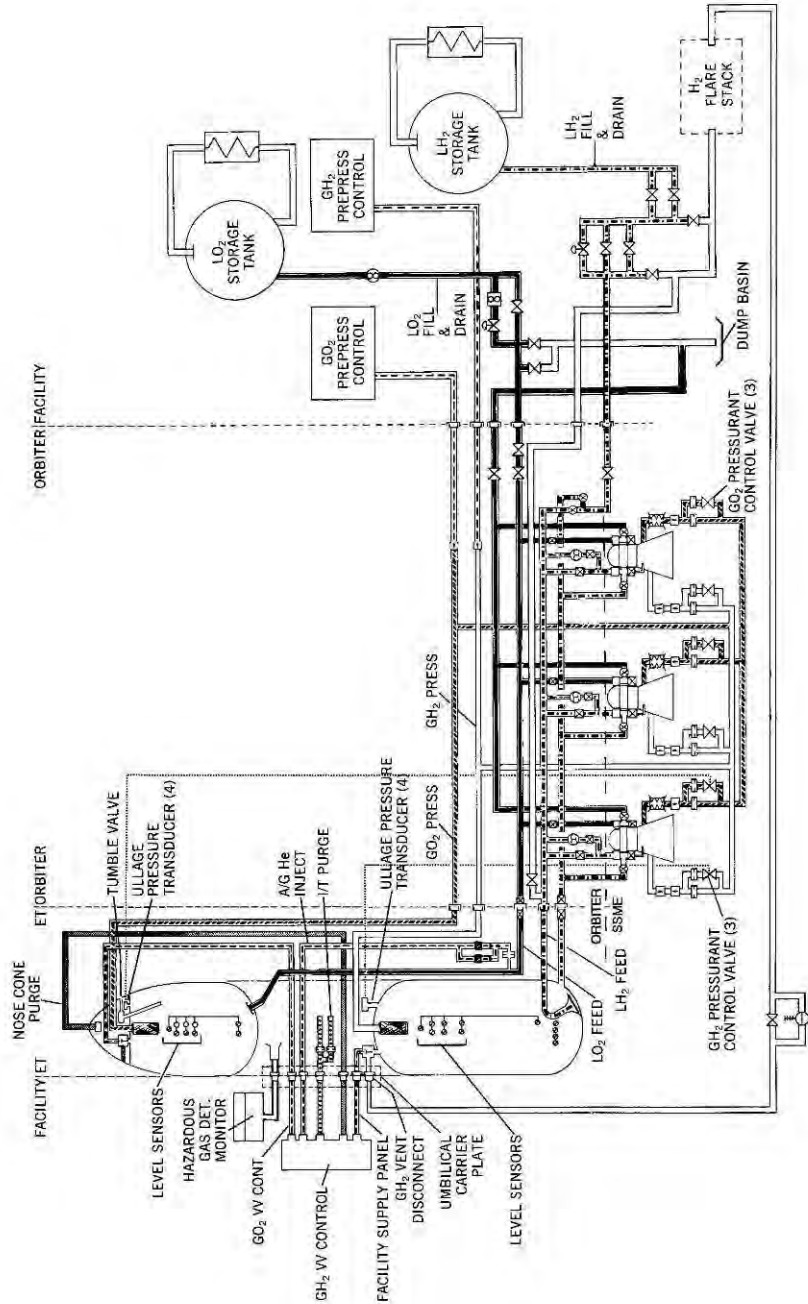 ORBITER|FACILITY
LO2
STORAGE
TANK
GH2
PREPRESS
CONTROL
LH2
STORAGE
TANK
GO2
PREPRESS
CONTROL
LO2
FILL
&
DRAIN
LH2
FILL
&
DRAIN
H2
FLARE
STACK
DUMP BASIN
GO2 PRESSURANT
CONTROL VALVE (3)
GH2 PRESS
GO2 PRESS
ET|ORBITER
TUMBLE VALVE
ULLAGE
PRESSURE
TRANSDUCER (4)
A/G He
INJECT
I/T PURGE
ULLAGE PRESSURE
TRANSDUCER (4)
ORBITER
SSME
LH2 FEED
LO2 FEED
GH2 PRESSURANT
CONTROL VALVE (3)
NOSE CONE
PURGE
FACILITY|ET
LEVEL SENSORS
HAZARDOUS
GAS DET.
MONITOR
GO2 VV CONT
GH2 VV CONTROL
FACILITY SUPPLY PANEL
GH2 VENT
DISCONNECT
UMBILICAL
CARRIER
PLATE
LEVEL SENSORS